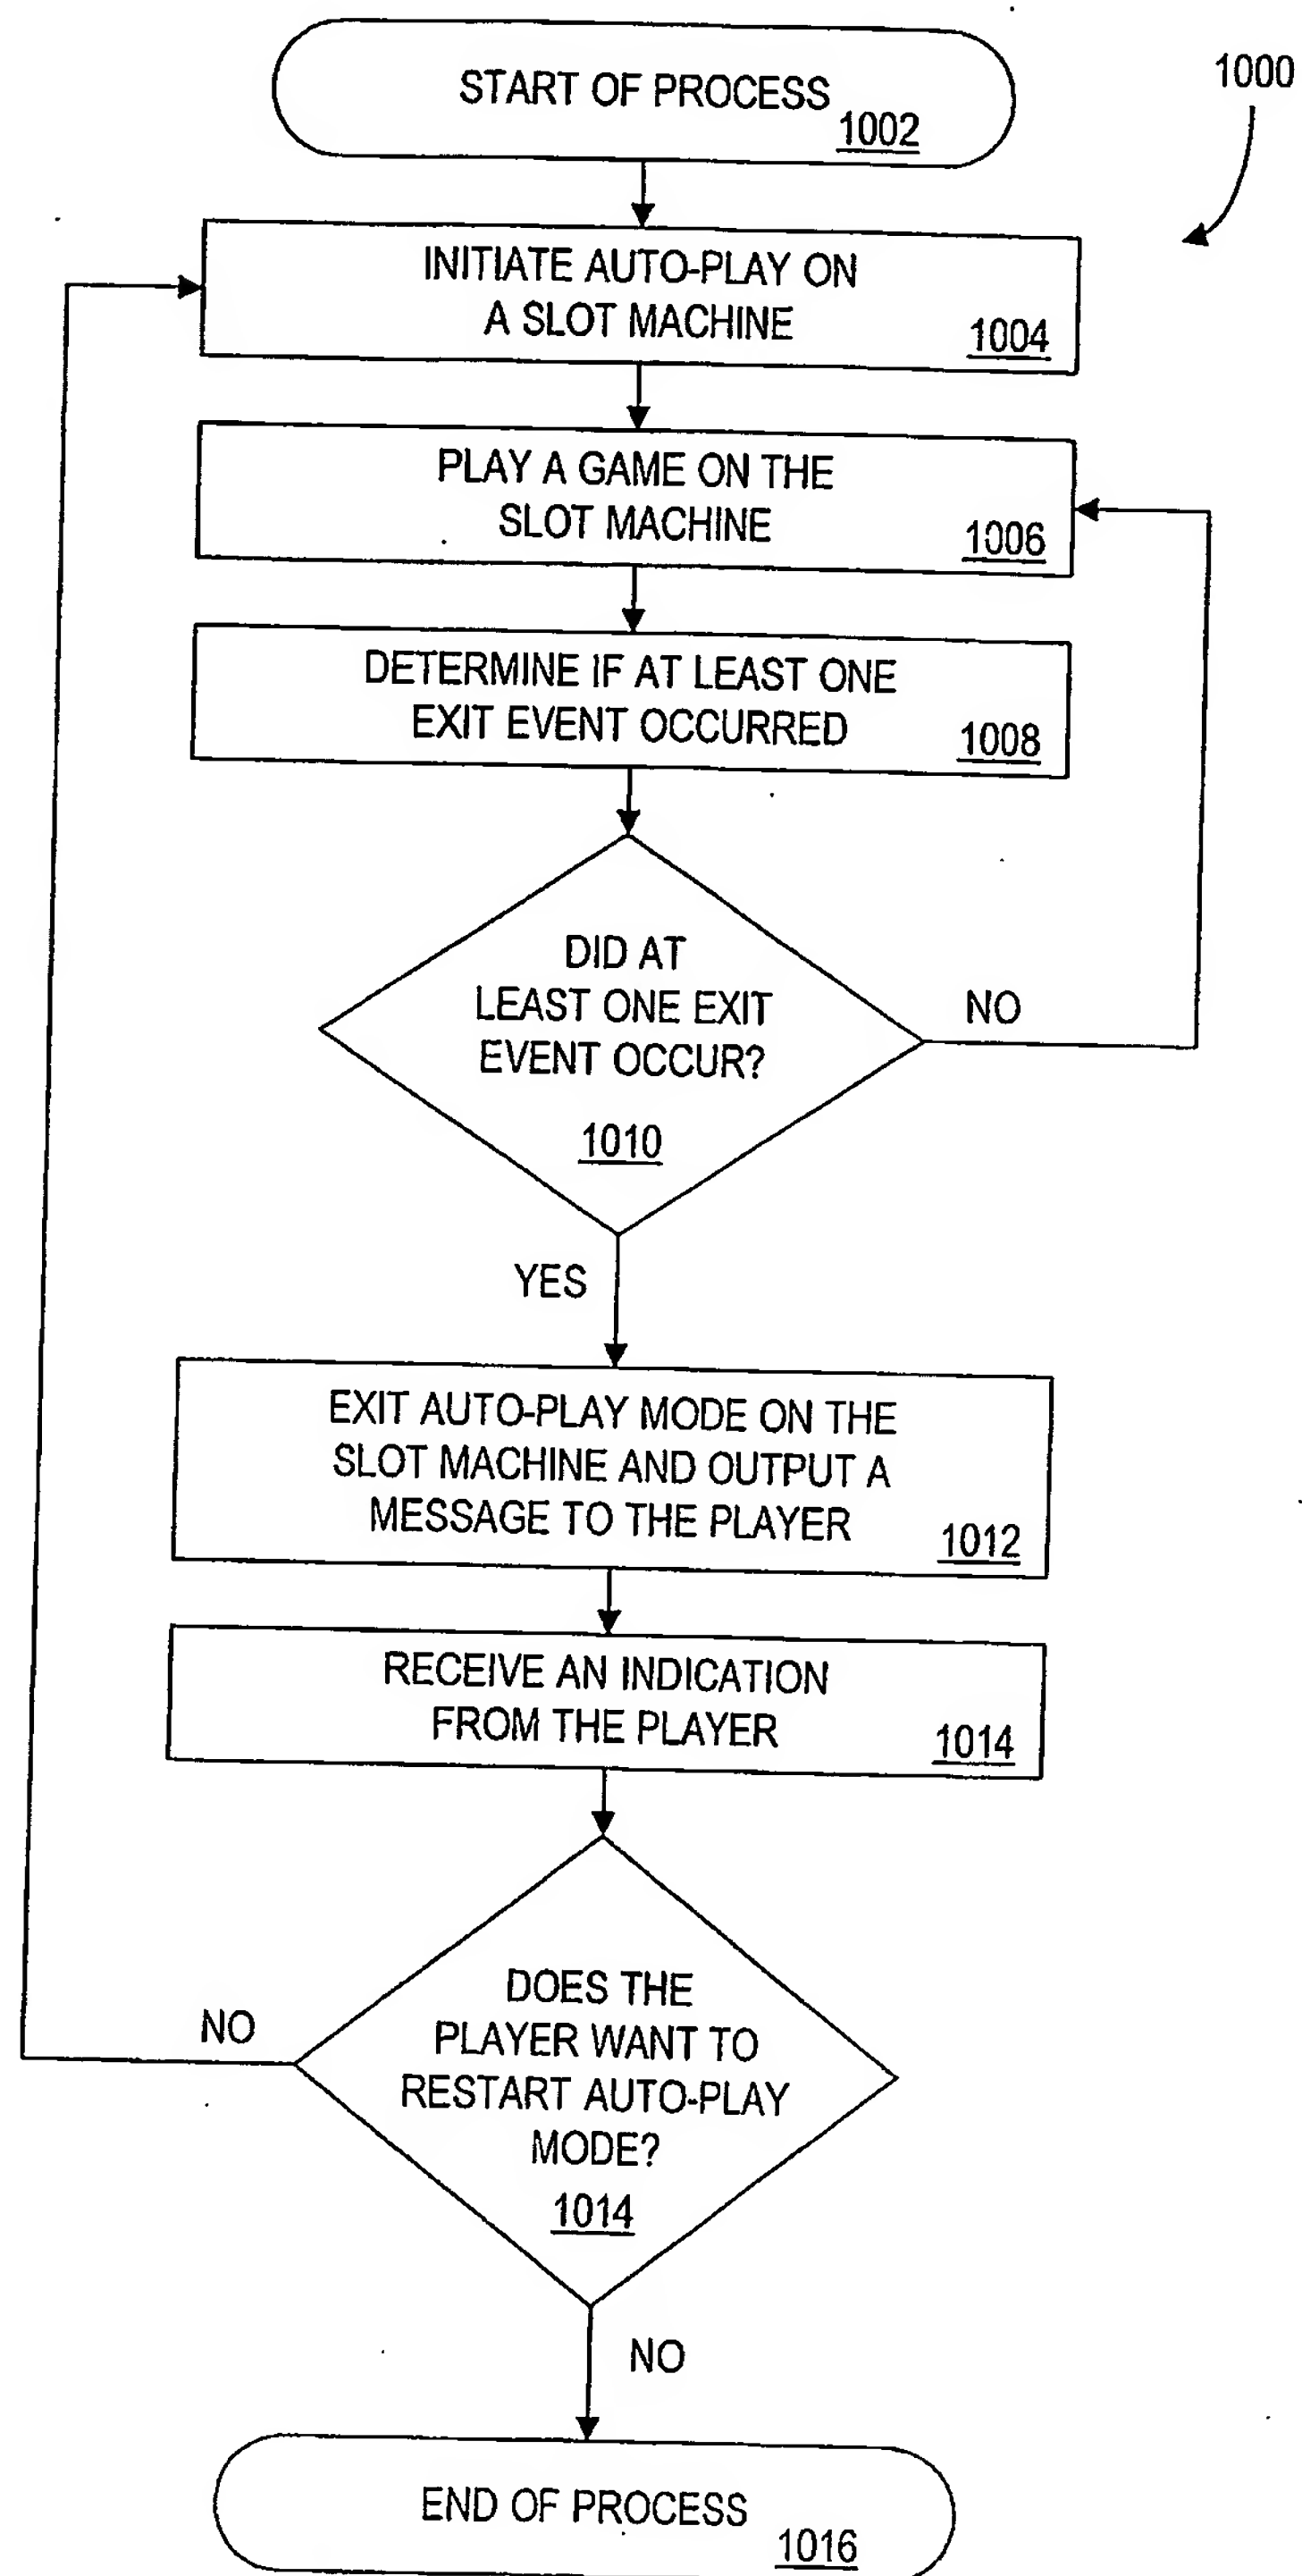 START OF PROCESS
1002
1000
INITIATE AUTO-PLAY ON
A SLOT MACHINE
1004
PLAY A GAME ON THE
SLOT MACHINE
1006
DETERMINE IF AT LEAST ONE
EXIT EVENT OCCURRED
1008
DID AT
LEAST ONE EXIT
EVENT OCCUR?
1010
NO
YES
EXIT AUTO-PLAY MODE ON THE
SLOT MACHINE AND OUTPUT A
MESSAGE TO THE PLAYER
1012
RECEIVE AN INDICATION
FROM THE PLAYER
1014
DOES THE
PLAYER WANT TO
RESTART AUTO-PLAY
MODE?
1014
NO
NO
END OF PROCESS
1016